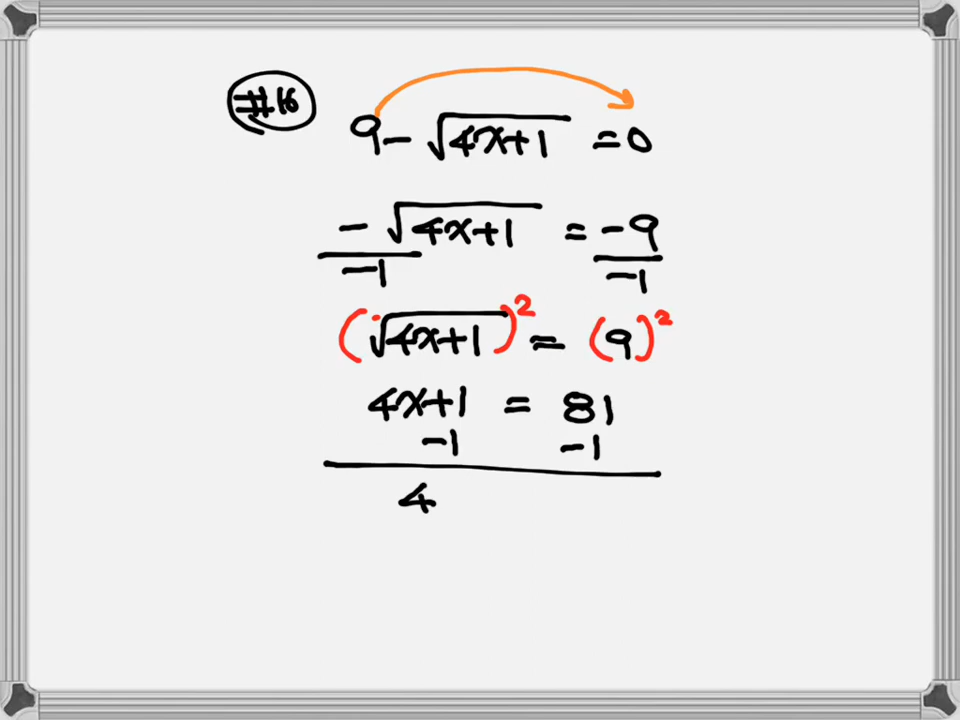 #16
9 - √(4x+1) = 0
- √(4x+1) = -9
-1 -1
(√(4x+1))² = (9)²
4x+1 = 81
-1 -1
4